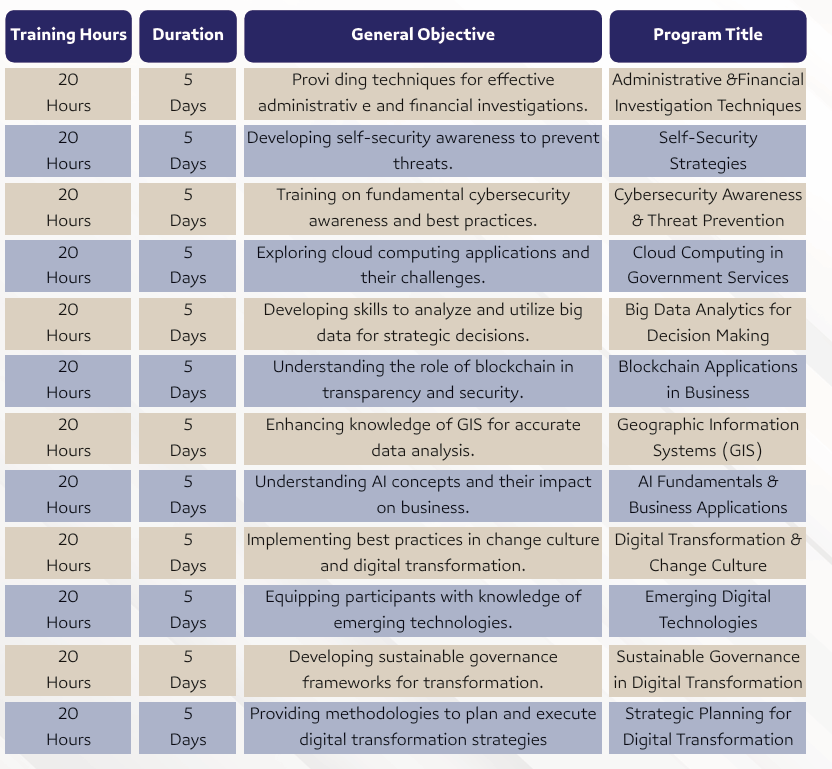 Training Hours Duration General Objective Program Title
20 5 Provi ding techniques for effective Administrative &Financial
Hours Days administrativ e and financial investigations. Investigation Techniques
20 5 Developing self-security awareness to prevent Self-Security
Hours Days threats. Strategies
20 5 Training on fundamental cybersecurity Cybersecurity Awareness
Hours Days awareness and best practices. & Threat Prevention
20 5 Exploring cloud computing applications and Cloud Computing in
Hours Days their challenges. Government Services
20 5 Developing skills to analyze and utilize big Big Data Analytics for
Hours Days data for strategic decisions. Decision Making
20 5 Understanding the role of blockchain in Blockchain Applications
Hours Days transparency and security. in Business
20 5 Enhancing knowledge of GIS for accurate Geographic Information
Hours Days data analysis. Systems (GIS)
20 5 Understanding AI concepts and their impact AI Fundamentals &
Hours Days on business. Business Applications
20 5 Implementing best practices in change culture Digital Transformation &
Hours Days and digital transformation. Change Culture
20 5 Equipping participants with knowledge of Emerging Digital
Hours Days emerging technologies. Technologies
20 5 Developing sustainable governance Sustainable Governance
Hours Days frameworks for transformation. in Digital Transformation
20 5 Providing methodologies to plan and execute Strategic Planning for
Hours Days digital transformation strategies Digital Transformation